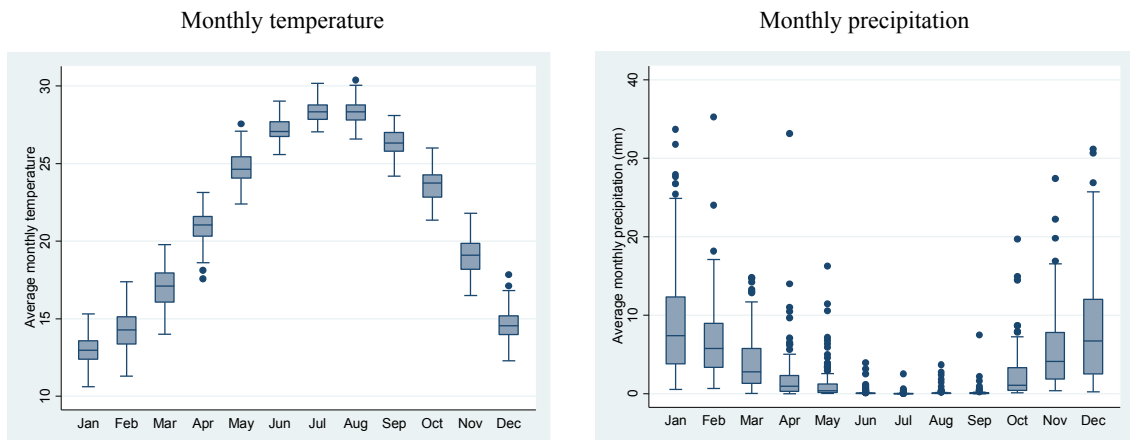 Monthly temperature
Average monthly temperature
30
25
20
15
10
Jan Feb Mar Apr May Jun Jul Aug Sep Oct Nov Dec
Monthly precipitation
Average monthly precipitation (mm)
40
30
20
10
0
Jan Feb Mar Apr May Jun Jul Aug Sep Oct Nov Dec